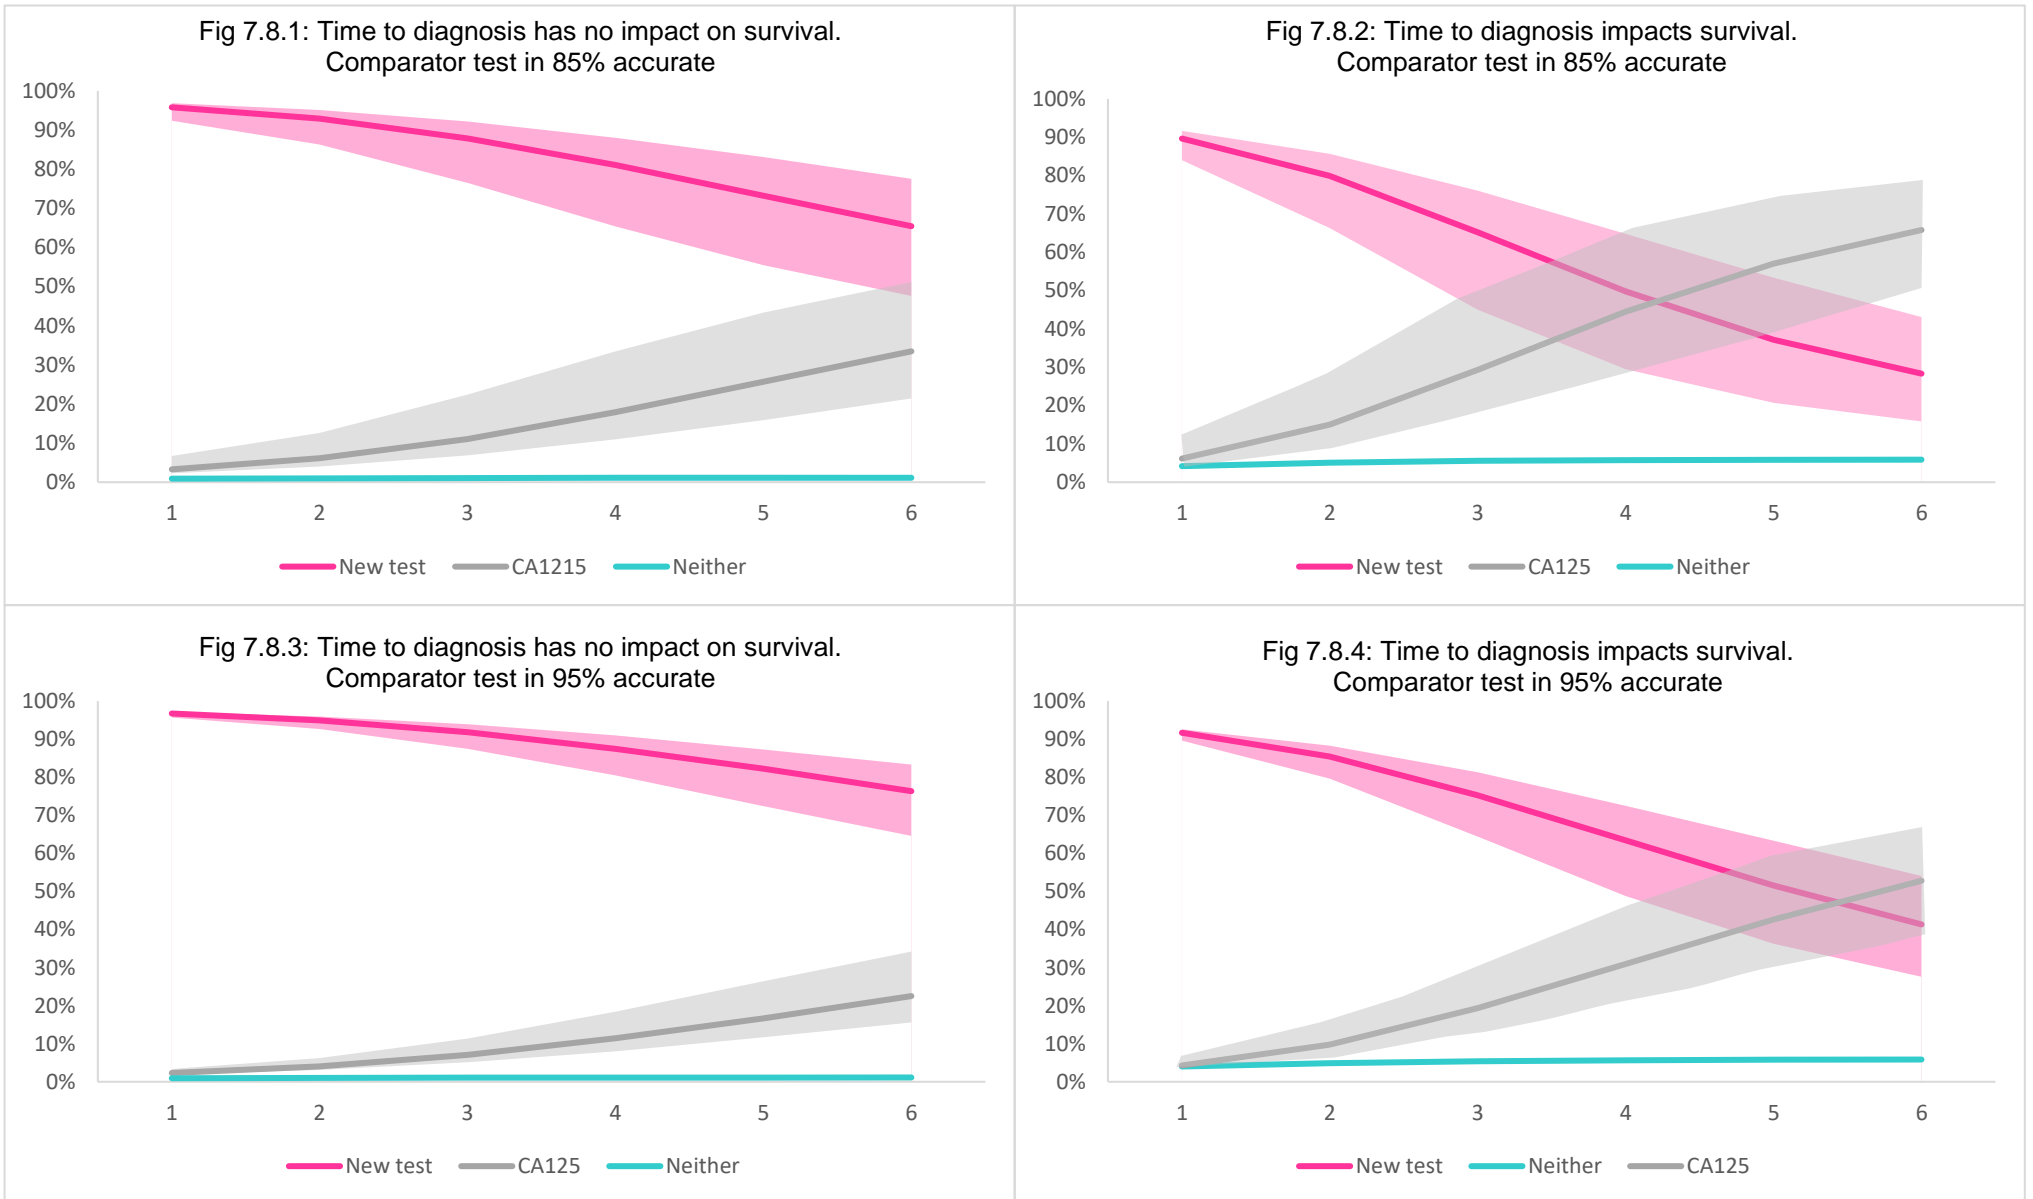 Fig 7.8.1: Time to diagnosis has no impact on survival.
Comparator test in 85% accurate
100%
90%
80%
70%
60%
50%
40%
30%
20%
10%
0%
1 2 3 4 5 6
New test CA1215 Neither
Fig 7.8.2: Time to diagnosis impacts survival.
Comparator test in 85% accurate
100%
90%
80%
70%
60%
50%
40%
30%
20%
10%
0%
1 2 3 4 5 6
New test CA125 Neither
Fig 7.8.3: Time to diagnosis has no impact on survival.
Comparator test in 95% accurate
100%
90%
80%
70%
60%
50%
40%
30%
20%
10%
0%
1 2 3 4 5 6
New test CA125 Neither
Fig 7.8.4: Time to diagnosis impacts survival.
Comparator test in 95% accurate
100%
90%
80%
70%
60%
50%
40%
30%
20%
10%
0%
1 2 3 4 5 6
New test Neither CA125